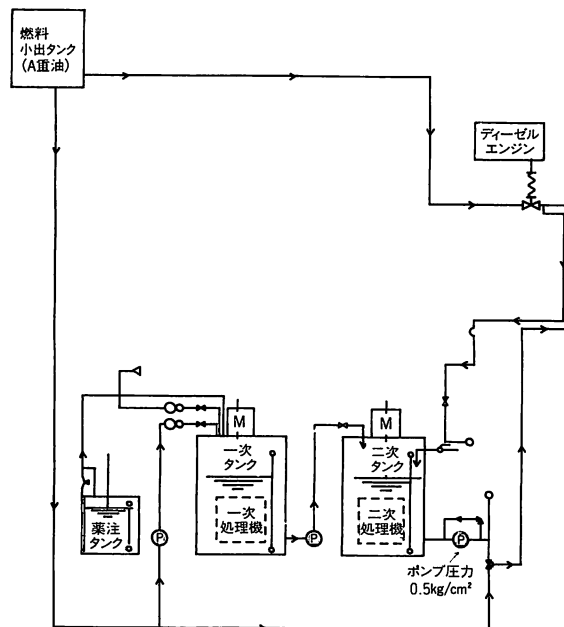 燃料
小出タンク
(A重油)
ディーゼル
エンジン
M
一次
タンク
一次
処理機
薬注
タンク
P
P
M
二次
タンク
二次
処理機
P
ポンプ圧力
0.5kg/cm²